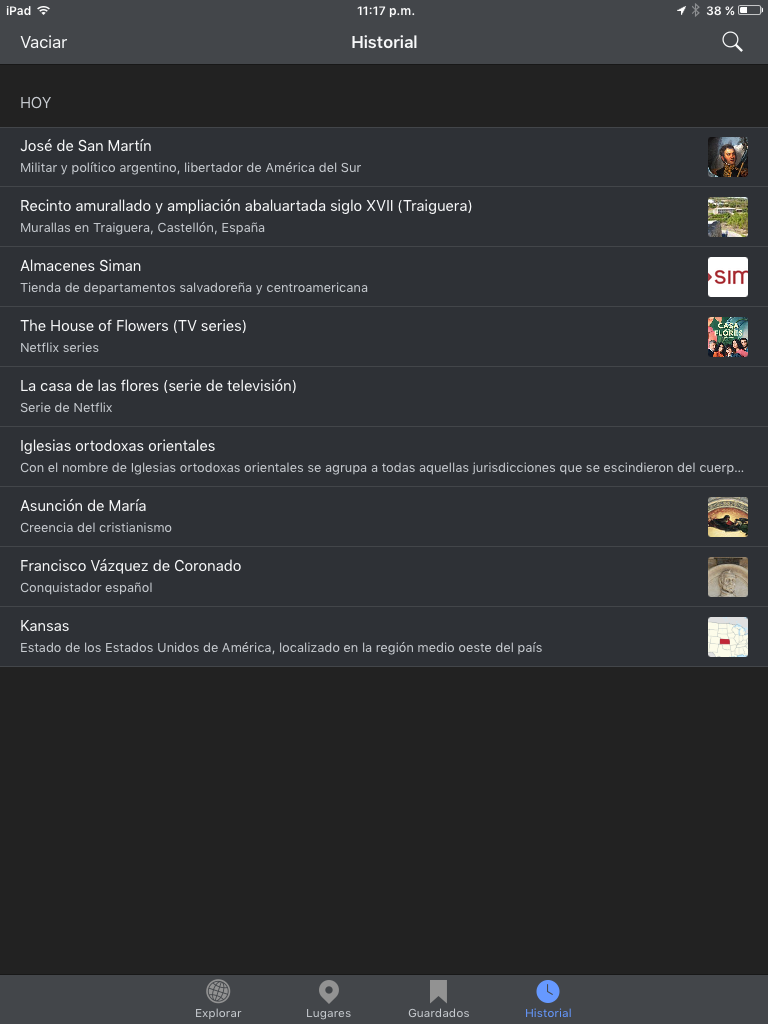 iPad 11:17 p.m. 38 %
Vaciar Historial
HOY
José de San Martín
Militar y político argentino, libertador de América del Sur
Recinto amurallado y ampliación abaluartada siglo XVII (Traiguera)
Murallas en Traiguera, Castellón, España
Almacenes Siman
Tienda de departamentos salvadoreña y centroamericana
SIM
The House of Flowers (TV series)
Netflix series
CASA
FLORES
La casa de las flores (serie de televisión)
Serie de Netflix
Iglesias ortodoxas orientales
Con el nombre de Iglesias ortodoxas orientales se agrupa a todas aquellas jurisdicciones que se escindieron del cuerp...
Asunción de María
Creencia del cristianismo
Francisco Vázquez de Coronado
Conquistador español
Kansas
Estado de los Estados Unidos de América, localizado en la región medio oeste del país
Explorar Lugares Guardados Historial